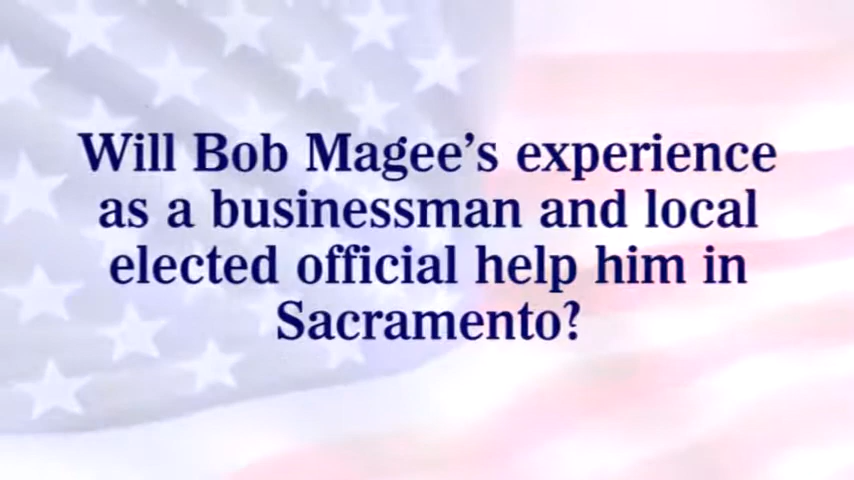 Will Bob Magee’s experience
as a businessman and local
elected official help him in
Sacramento?